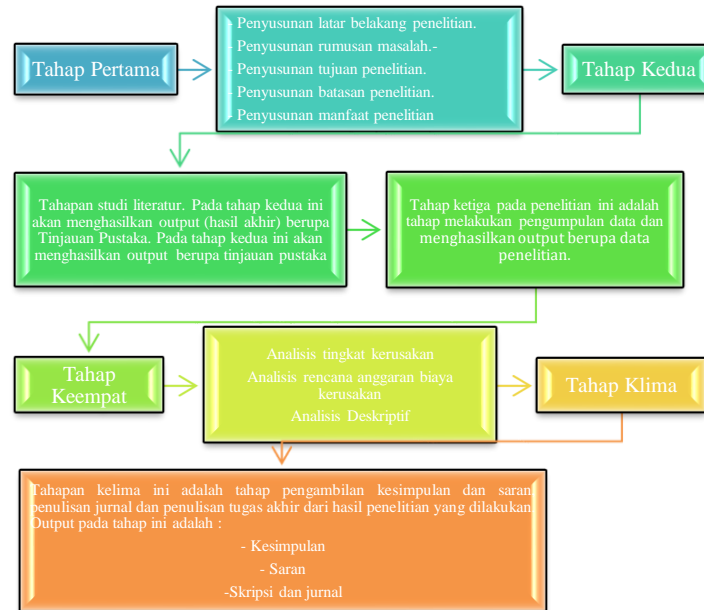 Tahap Pertama
- Penyusunan latar belakang penelitian.
- Penyusunan rumusan masalah.-
- Penyusunan tujuan penelitian.
- Penyusunan batasan penelitian.
- Penyusunan manfaat penelitian
Tahap Kedua
Tahapan studi literatur. Pada tahap kedua ini
akan menghasilkan output (hasil akhir) berupa
Tinjauan Pustaka. Pada tahap kedua ini akan
menghasilkan output berupa tinjauan pustaka
Tahap ketiga pada penelitian ini adalah
tahap melakukan pengumpulan data dan
menghasilkan output berupa data
penelitian.
Tahap
Keempat
Analisis tingkat kerusakan
Analisis rencana anggaran biaya
kerusakan
Analisis Deskriptif
Tahap Klima
Tahapan kelima ini adalah tahap pengambilan kesimpulan dan saran
penulisan jurnal dan penulisan tugas akhir dari hasil penelitian yang dilakukan
Output pada tahap ini adalah :
- Kesimpulan
- Saran
-Skripsi dan jurnal